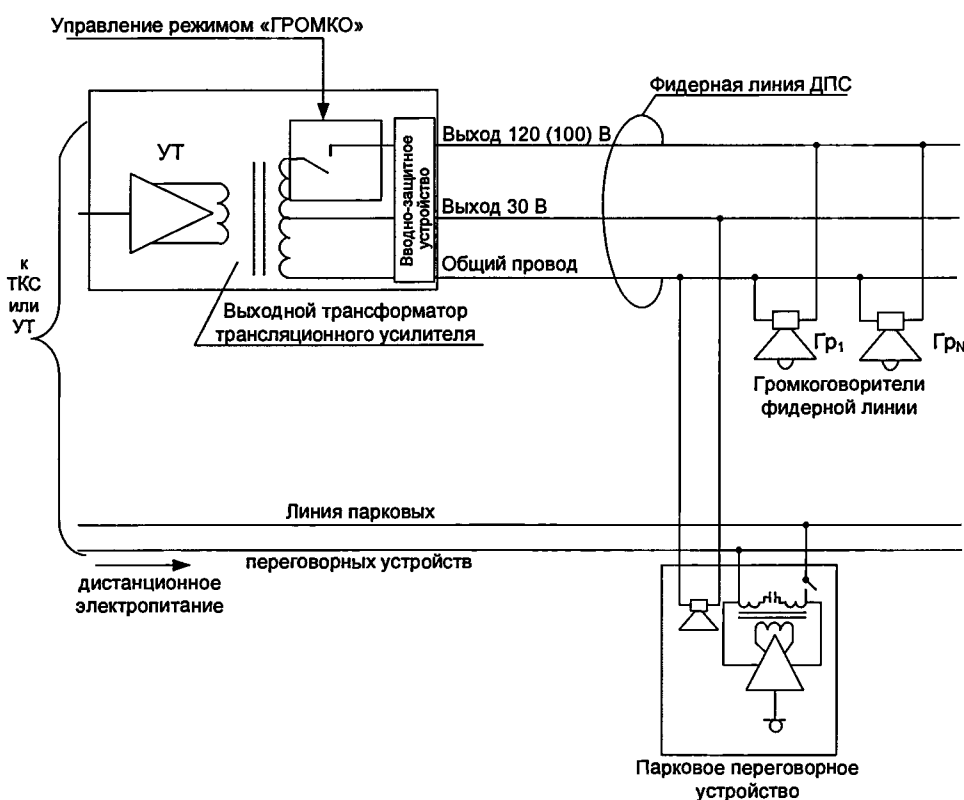 Управление режимом «ГРОМКО»
Фидерная линия ДПС
УТ
Вводно-защитное
устройство
Выход 120 (100) В
Выход 30 В
Общий провод
к
ТКС
или
УТ
Выходной трансформатор
трансляционного усилителя
Гр1
ГрN
Громкоговорители
фидерной линии
Линия парковых
переговорных устройств
дистанционное
электропитание
Парковое переговорное
устройство